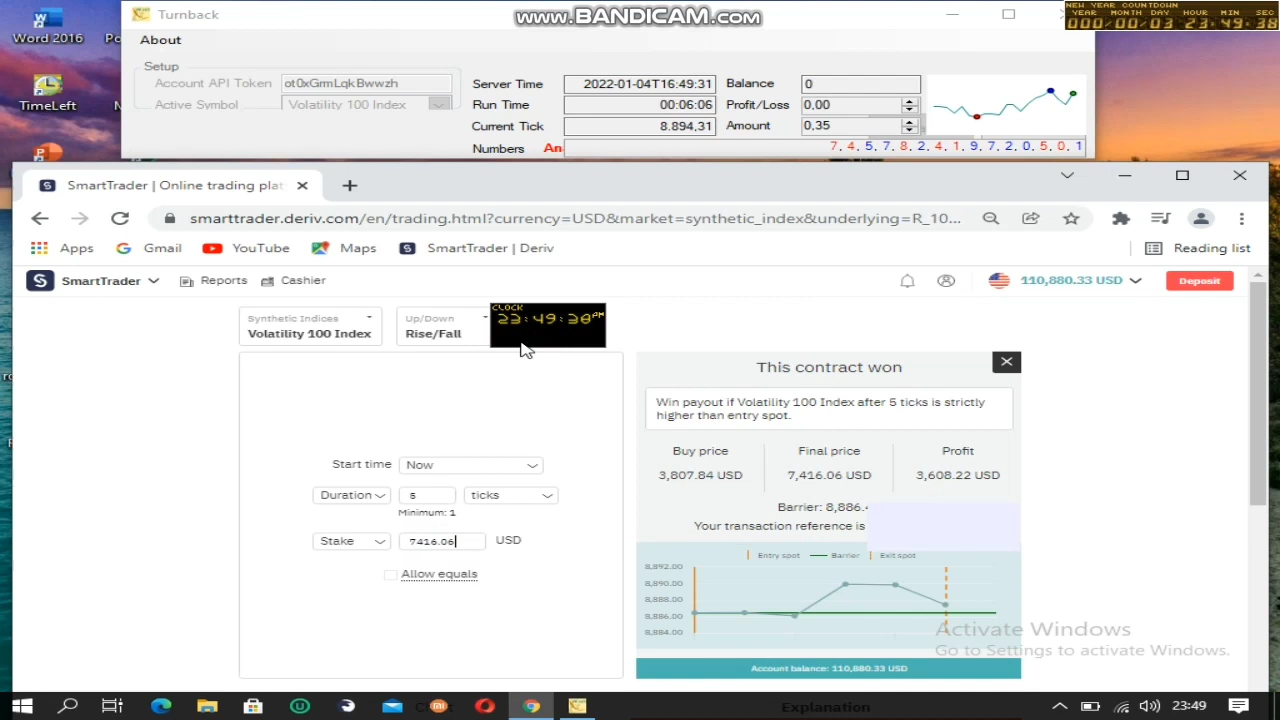 www.BANDICAM.com
NEW YEAR COUNTDOWN
YEAR MONTH DAY HOUR MIN SEC
000/00/03 23:49:38
Word 2016
Turnback
About
Setup
Account API Token ot0xGrmLqkBwwzh
Active Symbol Volatility 100 Index
Server Time 2022-01-04T16:49:31
Run Time 00:06:06
Current Tick 8.894,31
Numbers
Balance 0
Profit/Loss 0,00
Amount 0,35
7, 4, 5, 7, 8, 2, 4, 1, 9, 7, 2, 0, 5, 0, 1
TimeLeft
SmartTrader | Online trading plat
smarttrader.deriv.com/en/trading.html?currency=USD&market=synthetic_index&underlying=R_10...
Apps Gmail YouTube Maps SmartTrader | Deriv Reading list
SmartTrader Reports Cashier 110,880.33 USD Deposit
Synthetic Indices
Volatility 100 Index
Up/Down
Rise/Fall
CLOCK
23:49:38
Start time Now
Duration 5 ticks
Minimum: 1
Stake 7416.06 USD
Allow equals
This contract won
Win payout if Volatility 100 Index after 5 ticks is strictly
higher than entry spot.
Buy price Final price Profit
3,807.84 USD 7,416.06 USD 3,608.22 USD
Barrier: 8,886.
Your transaction reference is
Entry spot Barrier Exit spot
8,892.00
8,890.00
8,888.00
8,886.00
8,884.00
Account balance: 110,880.33 USD
Activate Windows
Go to Settings to activate Windows.
Explanation
23:49